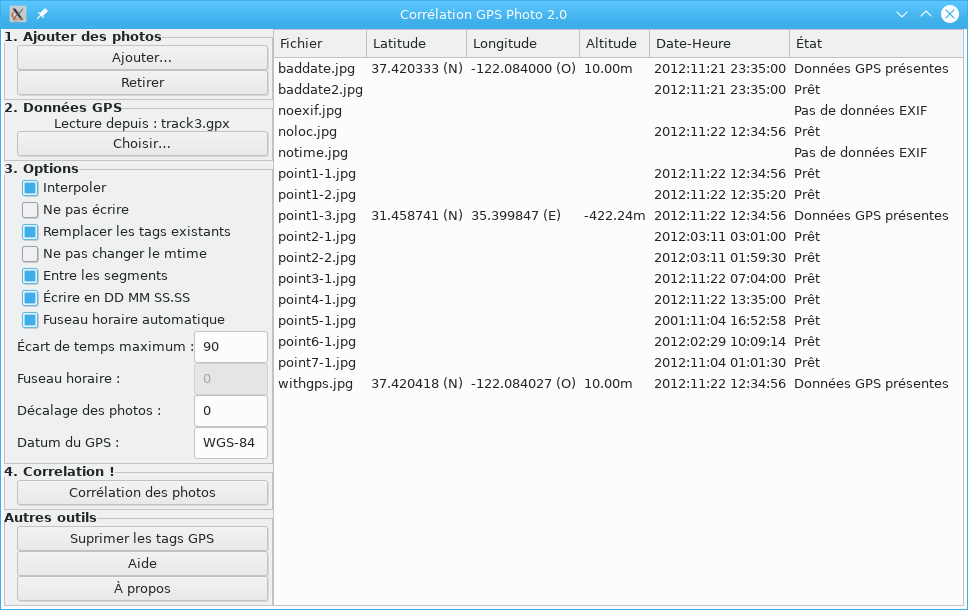 Corrélation GPS Photo 2.0
1. Ajouter des photos
Ajouter...
Retirer
2. Données GPS
Lecture depuis : track3.gpx
Choisir...
3. Options
Interpoler
Ne pas écrire
Remplacer les tags existants
Ne pas changer le mtime
Entre les segments
Écrire en DD MM SS.SS
Fuseau horaire automatique
Écart de temps maximum : 90
Fuseau horaire : 0
Décalage des photos : 0
Datum du GPS : WGS-84
4. Correlation !
Corrélation des photos
Autres outils
Suprimer les tags GPS
Aide
À propos
Fichier Latitude Longitude Altitude Date-Heure État
baddate.jpg 37.420333 (N) -122.084000 (O) 10.00m 2012:11:21 23:35:00 Données GPS présentes
baddate2.jpg 2012:11:21 23:35:00 Prêt
noexif.jpg Pas de données EXIF
noloc.jpg 2012:11:22 12:34:56 Prêt
notime.jpg Pas de données EXIF
point1-1.jpg 2012:11:22 12:34:56 Prêt
point1-2.jpg 2012:11:22 12:35:20 Prêt
point1-3.jpg 31.458741 (N) 35.399847 (E) -422.24m 2012:11:22 12:34:56 Données GPS présentes
point2-1.jpg 2012:03:11 03:01:00 Prêt
point2-2.jpg 2012:03:11 01:59:30 Prêt
point3-1.jpg 2012:11:22 07:04:00 Prêt
point4-1.jpg 2012:11:22 13:35:00 Prêt
point5-1.jpg 2001:11:04 16:52:58 Prêt
point6-1.jpg 2012:02:29 10:09:14 Prêt
point7-1.jpg 2012:11:04 01:01:30 Prêt
withgps.jpg 37.420418 (N) -122.084027 (O) 10.00m 2012:11:22 12:34:56 Données GPS présentes